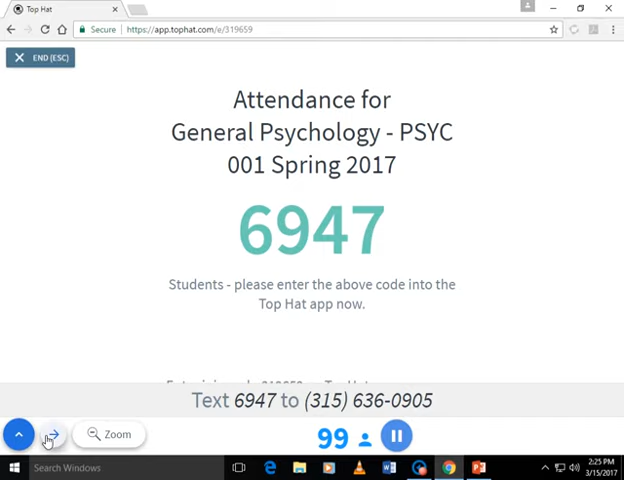 Top Hat
Secure https://app.tophat.com/e/319659
END (ESC)
Attendance for
General Psychology - PSYC
001 Spring 2017
6947
Students - please enter the above code into the
Top Hat app now.
Text 6947 to (315) 636-0905
Zoom
99
Search Windows
2:25 PM
3/15/2017